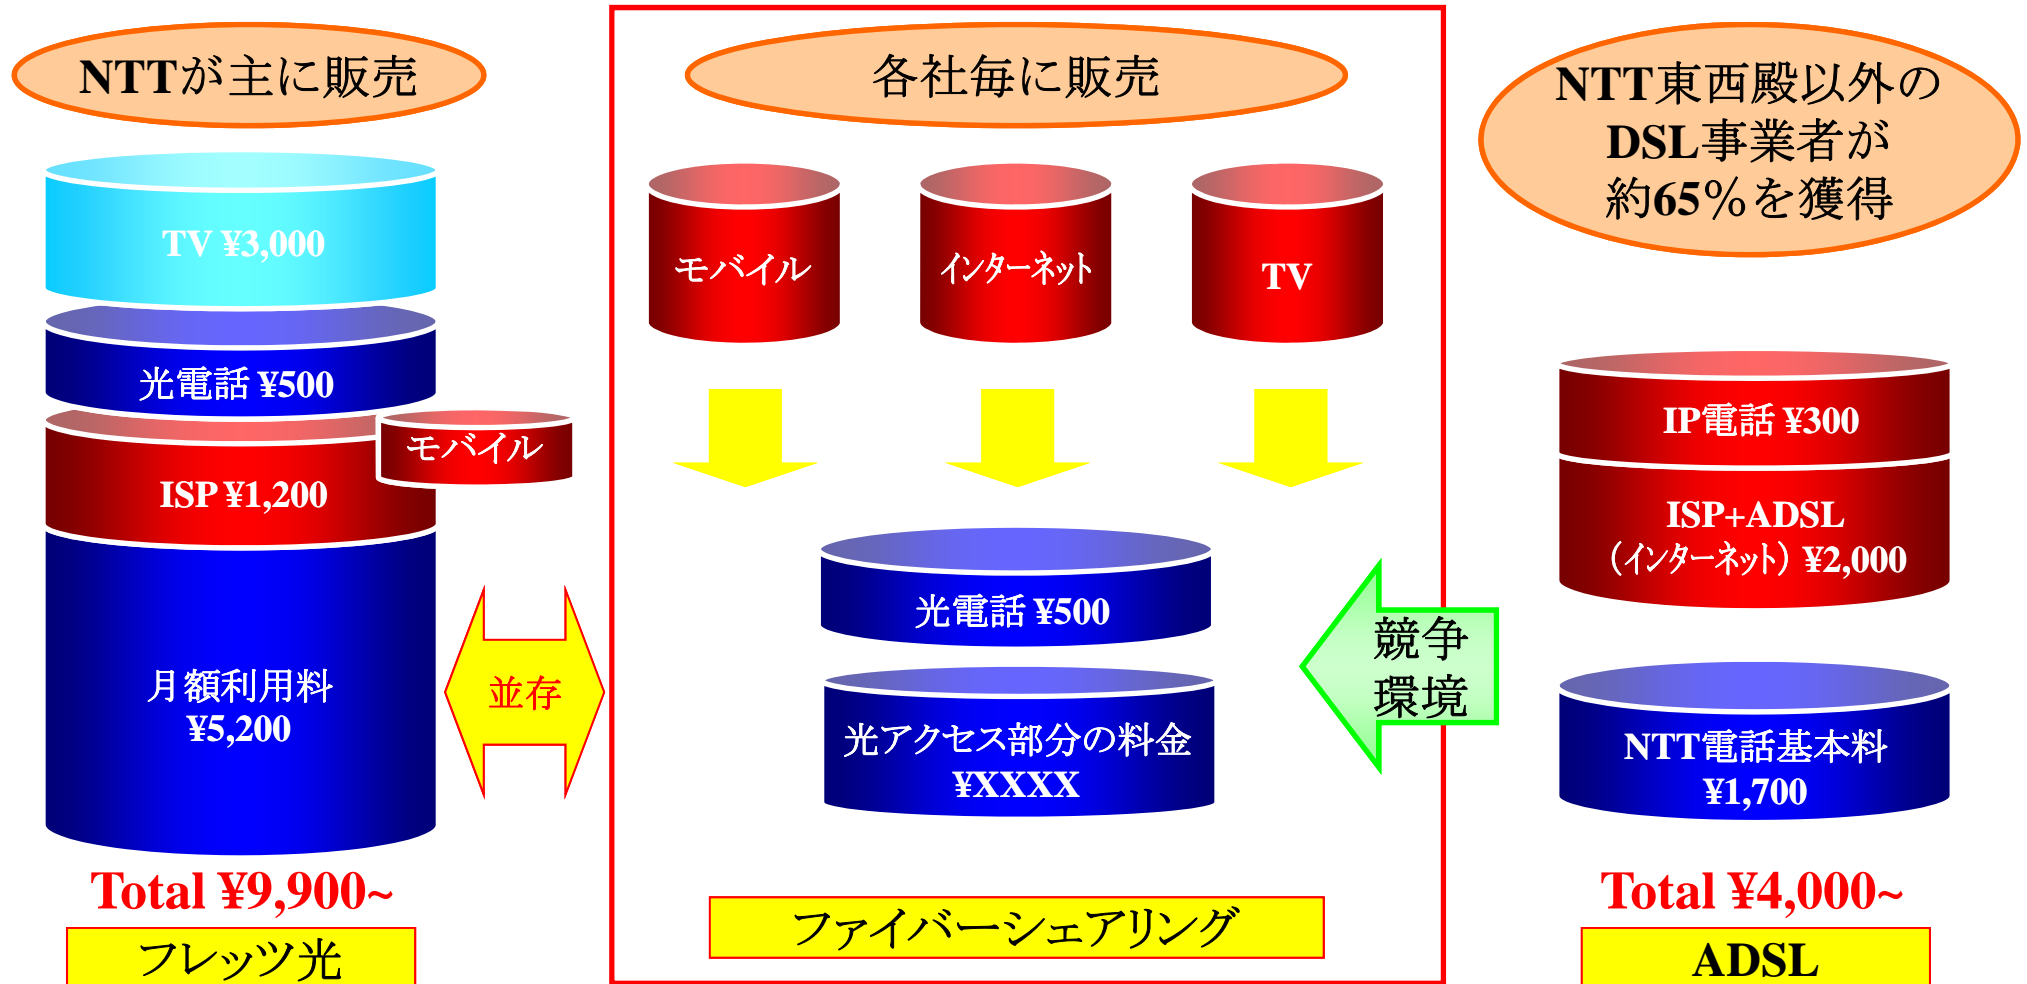 NTTが主に販売
TV ¥3,000
光電話 ¥500
モバイル
ISP ¥1,200
月額利用料
¥5,200
Total ¥9,900~
フレッツ光
並存
各社毎に販売
モバイル
インターネット
TV
光電話 ¥500
光アクセス部分の料金
¥XXXX
ファイバーシェアリング
競争
環境
NTT東西殿以外の
DSL事業者が
約65%を獲得
IP電話 ¥300
ISP+ADSL
(インターネット) ¥2,000
NTT電話基本料
¥1,700
Total ¥4,000~
ADSL